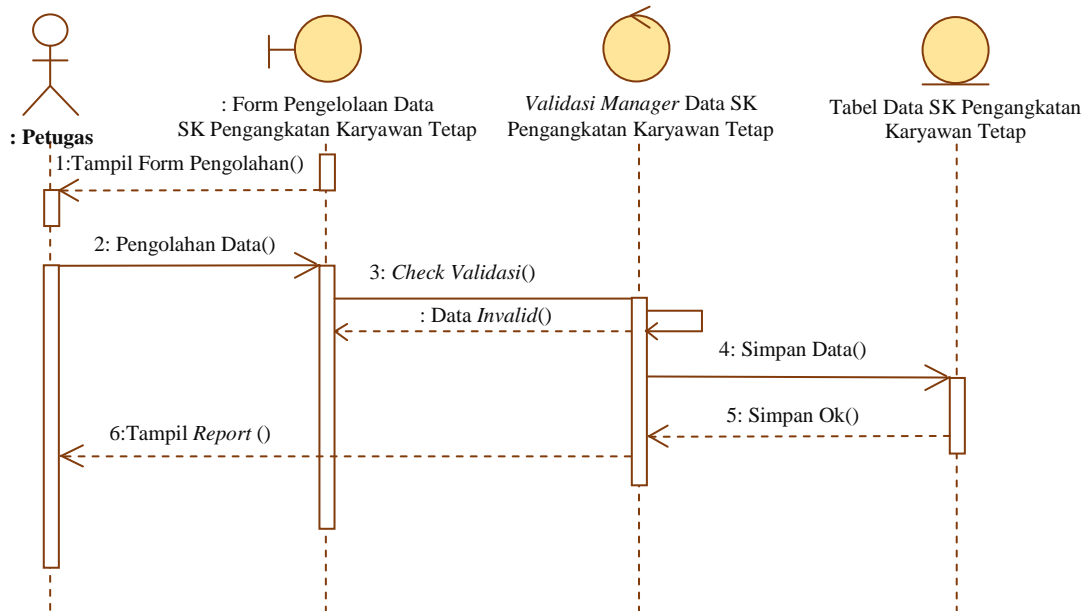 : Petugas
: Form Pengelolaan Data
SK Pengangkatan Karyawan Tetap
Validasi Manager Data SK
Pengangkatan Karyawan Tetap
Tabel Data SK Pengangkatan
Karyawan Tetap
1:Tampil Form Pengolahan()
2: Pengolahan Data()
3: Check Validasi()
: Data Invalid()
4: Simpan Data()
5: Simpan Ok()
6:Tampil Report ()